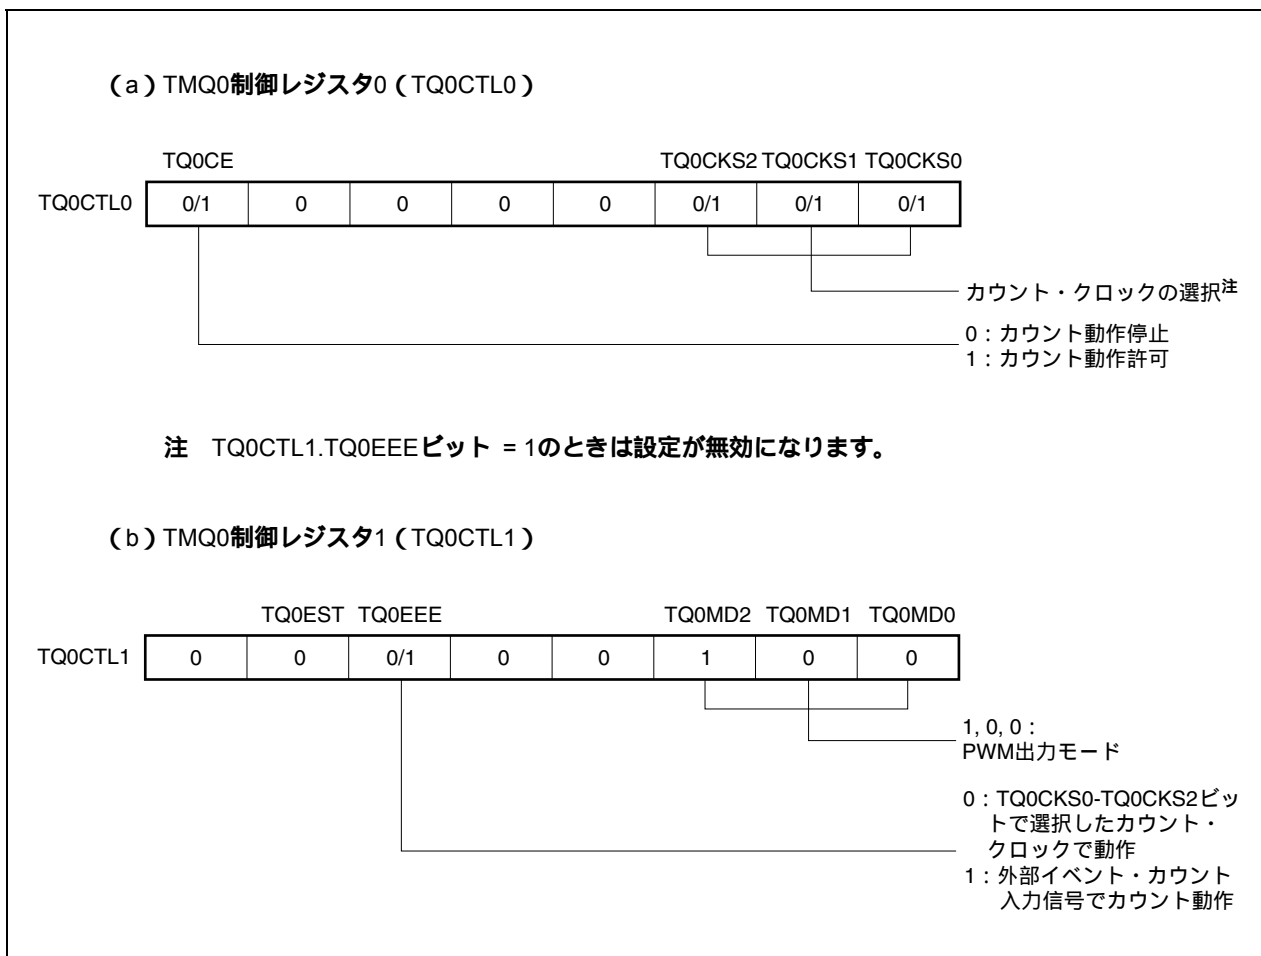 (a)TMQ0制御レジスタ0(TQ0CTL0)
TQ0CE TQ0CKS2 TQ0CKS1 TQ0CKS0
TQ0CTL0 0/1 0 0 0 0 0/1 0/1 0/1
カウント・クロックの選択注
0:カウント動作停止
1:カウント動作許可
注 TQ0CTL1.TQ0EEEビット = 1のときは設定が無効になります。
(b)TMQ0制御レジスタ1(TQ0CTL1)
TQ0EST TQ0EEE TQ0MD2 TQ0MD1 TQ0MD0
TQ0CTL1 0 0 0/1 0 0 1 0 0
1, 0, 0:
PWM出力モード
0:TQ0CKS0-TQ0CKS2ビッ
トで選択したカウント・
クロックで動作
1:外部イベント・カウント
入力信号でカウント動作